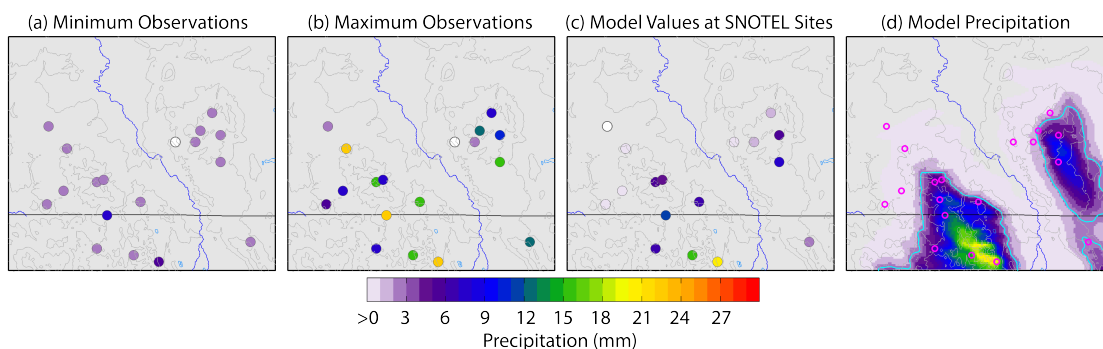 (a) Minimum Observations (b) Maximum Observations (c) Model Values at SNOTEL Sites (d) Model Precipitation
>0 3 6 9 12 15 18 21 24 27
Precipitation (mm)